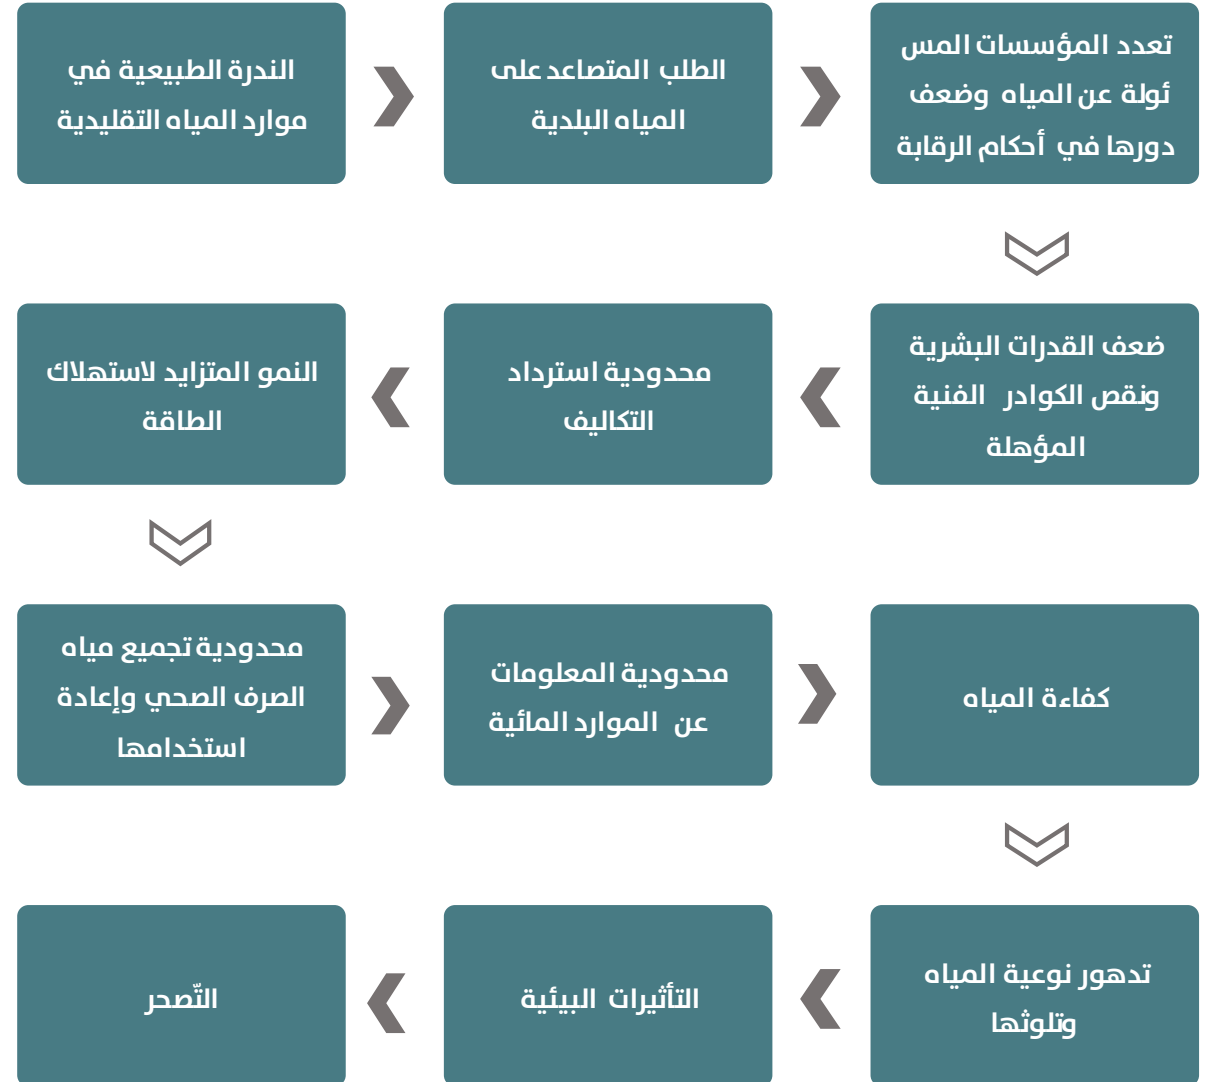 الندرة الطبيعية في
موارد المياه التقليدية
الطلب المتصاعد على
المياه البلدية
تعدد المؤسسات المس
ئولة عن المياه وضعف
دورها في أحكام الرقابة
ضعف القدرات البشرية
ونقص الكوادر الفنية
المؤهلة
محدودية استرداد
التكاليف
النمو المتزايد لاستهلاك
الطاقة
محدودية تجميع مياه
الصرف الصحي وإعادة
استخدامها
محدودية المعلومات
عن الموارد المائية
كفاءة المياه
تدهور نوعية المياه
وتلوثها
التأثيرات البيئية
التّصحر